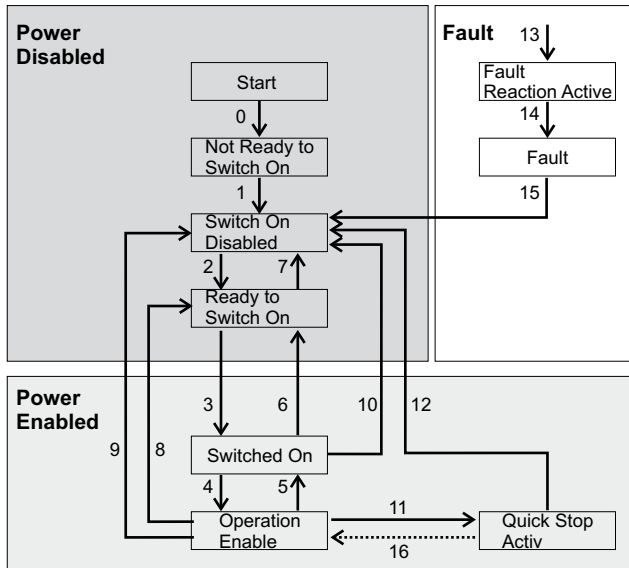 Power
Disabled
Start
0
Not Ready to
Switch On
1
Switch On
Disabled
2
7
Ready to
Switch On
Fault
13
Fault
Reaction Active
14
Fault
15
Power
Enabled
9
8
3
6
10
12
Switched On
4
5
Operation
Enable
11
16
Quick Stop
Activ